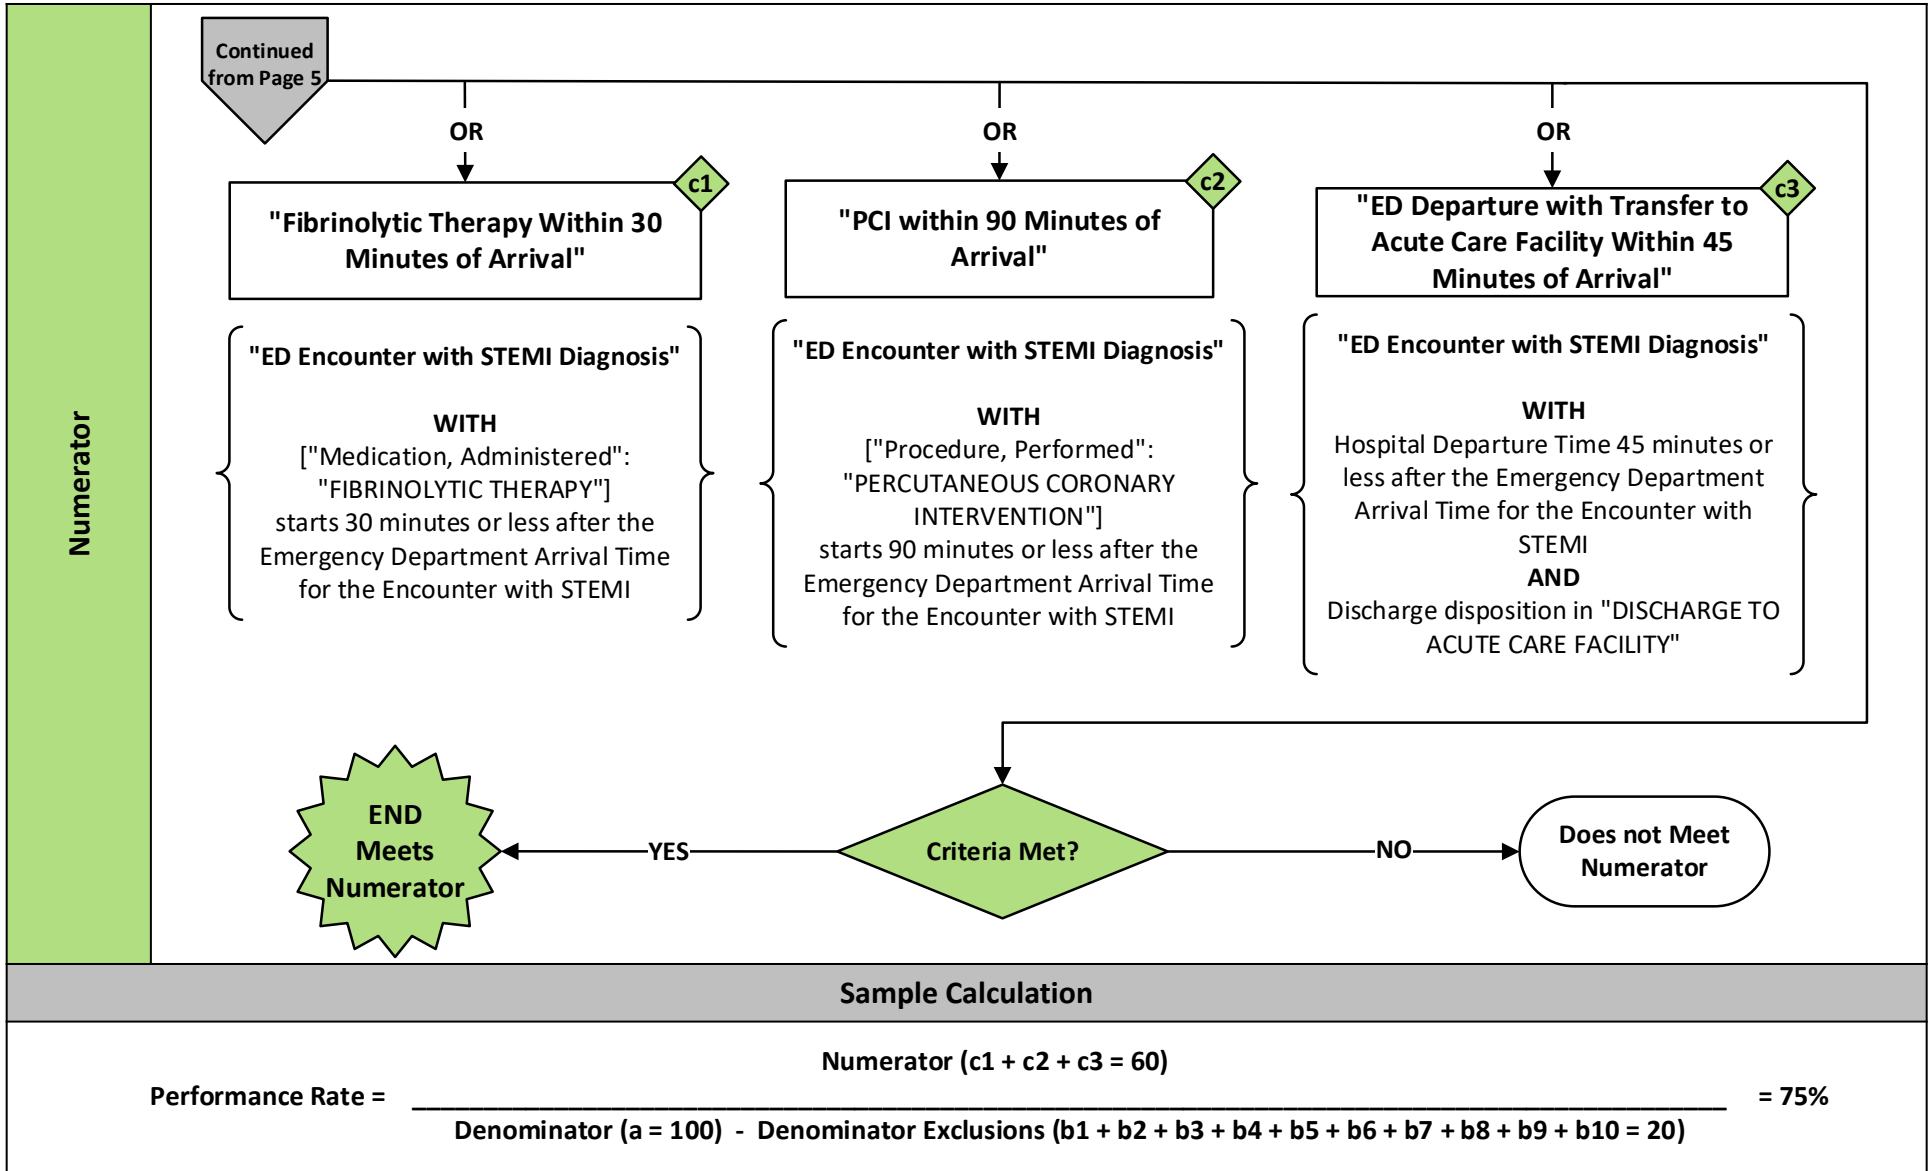 Numerator
Continued
from Page 5
OR
OR
OR
c1
"Fibrinolytic Therapy Within 30
Minutes of Arrival"
"ED Encounter with STEMI Diagnosis"
WITH
["Medication, Administered":
"FIBRINOLYTIC THERAPY"]
starts 30 minutes or less after the
Emergency Department Arrival Time
for the Encounter with STEMI
c2
"PCI within 90 Minutes of
Arrival"
"ED Encounter with STEMI Diagnosis"
WITH
["Procedure, Performed":
"PERCUTANEOUS CORONARY
INTERVENTION"]
starts 90 minutes or less after the
Emergency Department Arrival Time
for the Encounter with STEMI
c3
"ED Departure with Transfer to
Acute Care Facility Within 45
Minutes of Arrival"
"ED Encounter with STEMI Diagnosis"
WITH
Hospital Departure Time 45 minutes or
less after the Emergency Department
Arrival Time for the Encounter with
STEMI
AND
Discharge disposition in "DISCHARGE TO
ACUTE CARE FACILITY"
END
Meets
Numerator
YES
Criteria Met?
NO
Does not Meet
Numerator
Sample Calculation
Numerator (c1 + c2 + c3 = 60)
Performance Rate = = 75%
Denominator (a = 100) - Denominator Exclusions (b1 + b2 + b3 + b4 + b5 + b6 + b7 + b8 + b9 + b10 = 20)